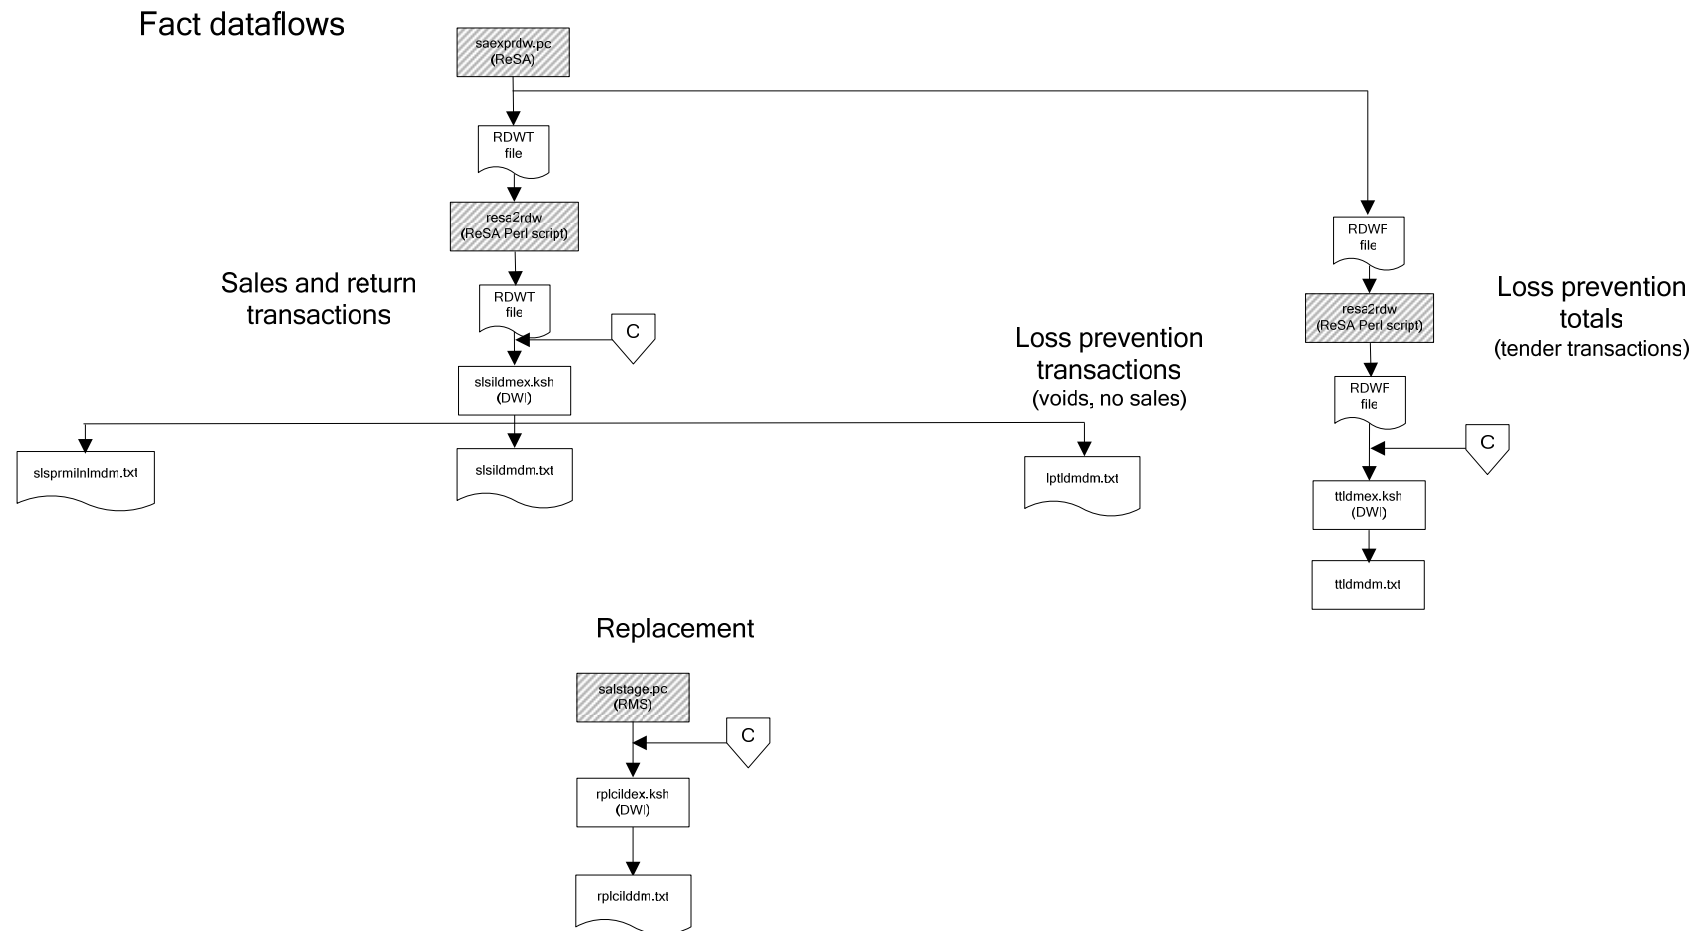 Fact dataflows
saexprdw.pc
(ReSA)
RDWT
file
resa2rdw
(ReSA Perl script)
Sales and return
transactions
RDWT
file
C
slsildmex.ksh
(DWI)
slsprmilnlmdm.txt
slsildmdm.txt
Loss prevention
transactions
(voids, no sales)
lptldmdm.txt
RDWF
file
resa2rdw
(ReSA Perl script)
Loss prevention
totals
(tender transactions)
RDWF
file
C
ttldmex.ksh
(DWI)
ttldmdm.txt
Replacement
salstage.pc
(RMS)
C
rplcildex.ksh
(DWI)
rplcilddm.txt